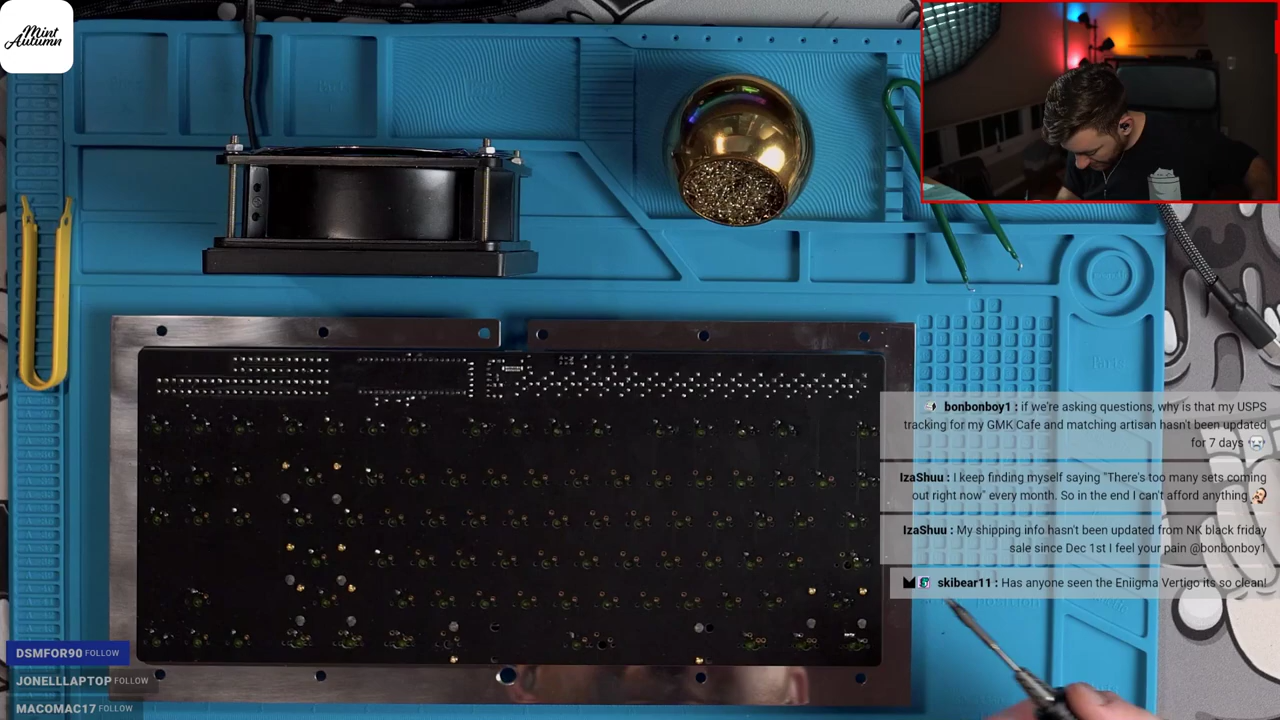 Mint
Autumn
bonbonboy1 : if we're asking questions, why is that my USPS
tracking for my GMK Cafe and matching artisan hasn't been updated
for 7 days
IzaShuu : I keep finding myself saying "There's too many sets coming
out right now" every month. So in the end I can't afford anything
IzaShuu : My shipping info hasn't been updated from NK black friday
sale since Dec 1st I feel your pain @bonbonboy1
skibear11 : Has anyone seen the Eniigma Vertigo its so clean!
DSMFOR90 FOLLOW
JONELLLAPTOP FOLLOW
MACOMAC17 FOLLOW